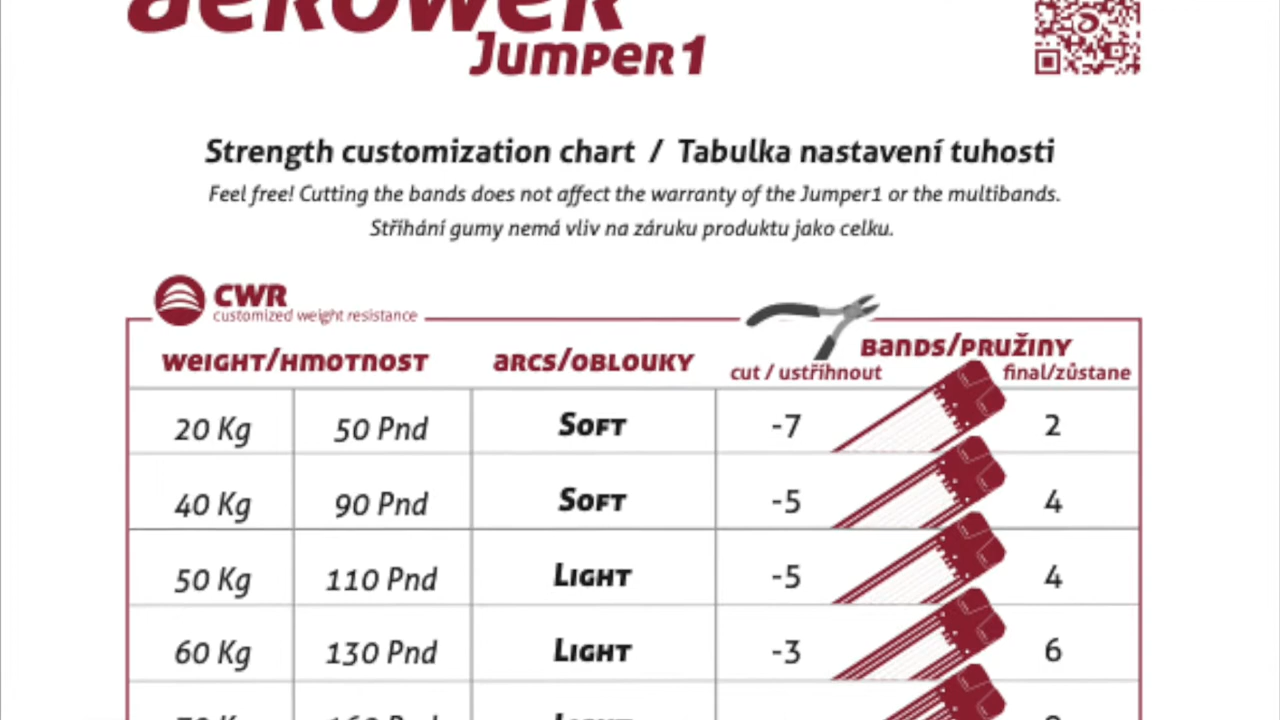 aerower
Jumper1
Strength customization chart / Tabulka nastavení tuhosti
Feel free! Cutting the bands does not affect the warranty of the Jumper1 or the multibands.
Stříhání gumy nemá vliv na záruku produktu jako celku.
CWR
customized weight resistance
WEIGHT/HMOTNOST ARCS/OBLOUKY BANDS/PRUŽINY
cut / ustříhnout final/zůstane
20 Kg 50 Pnd SOFT -7 2
40 Kg 90 Pnd SOFT -5 4
50 Kg 110 Pnd LIGHT -5 4
60 Kg 130 Pnd LIGHT -3 6